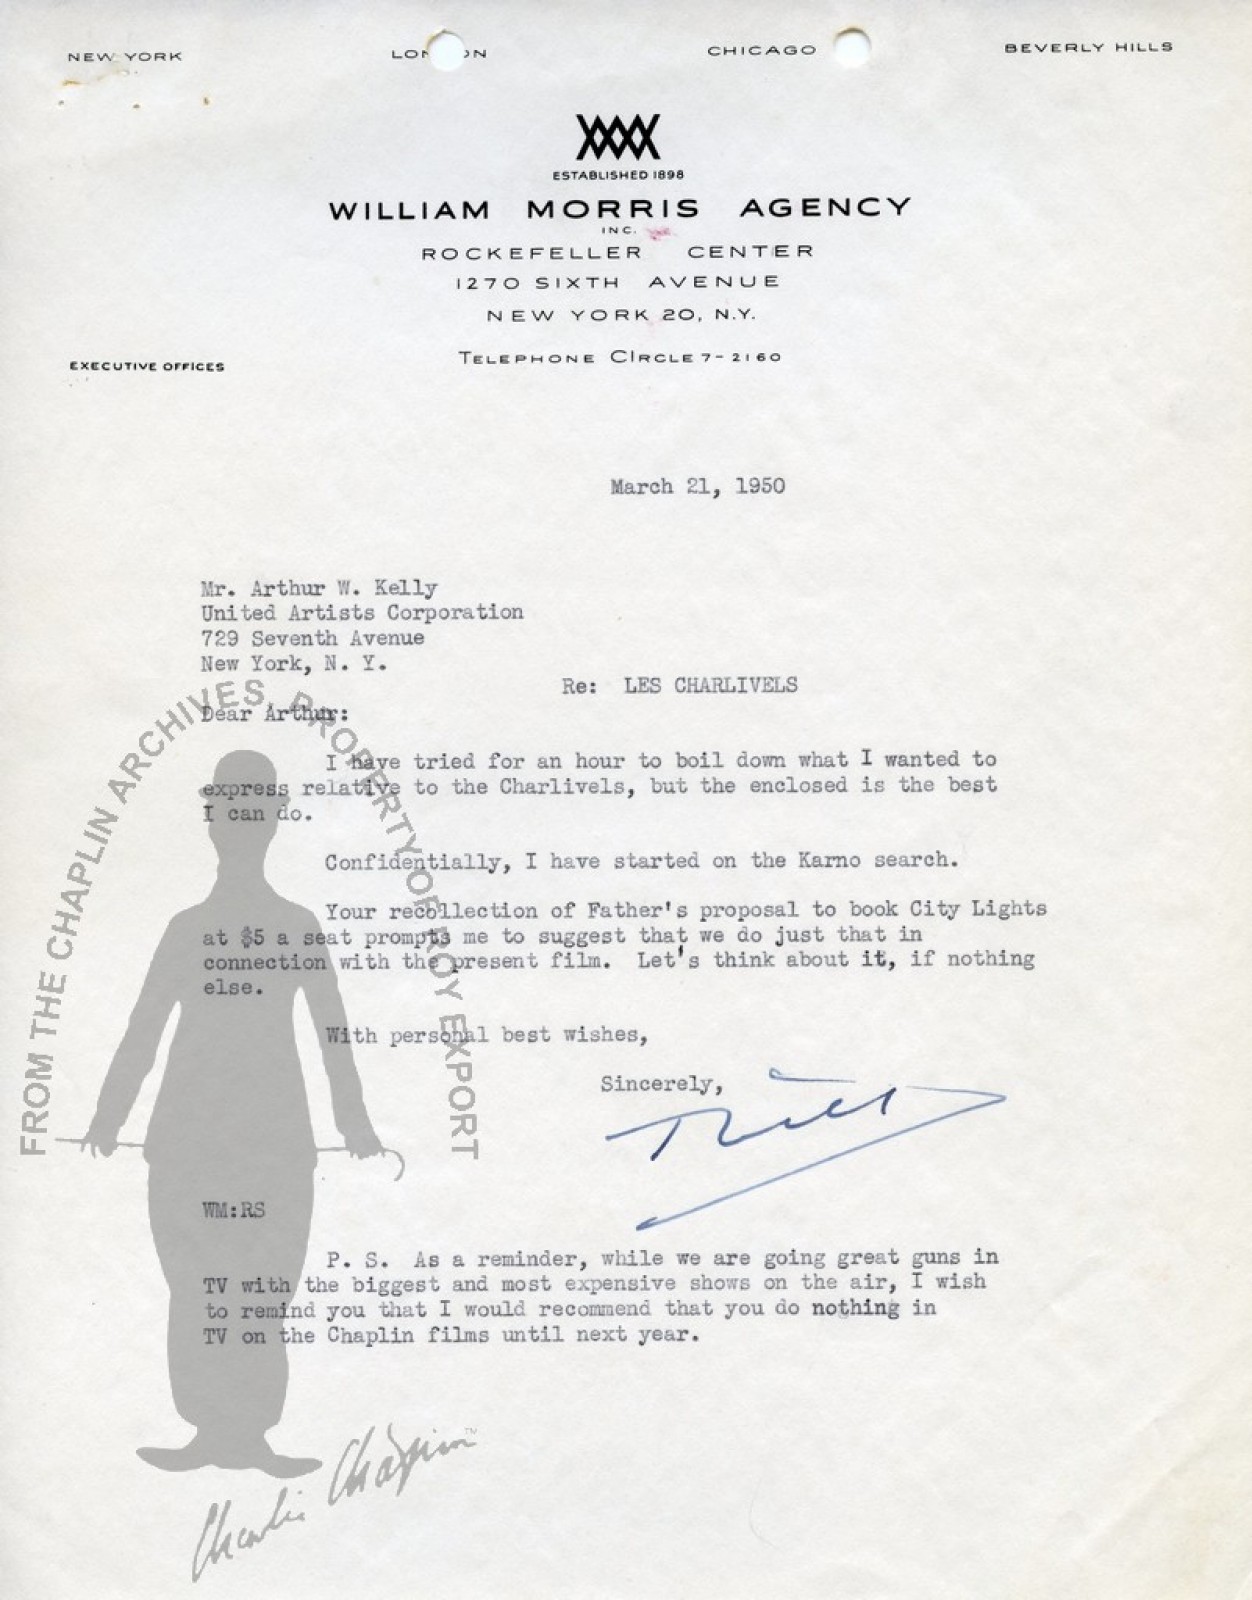 NEW YORK LONDON CHICAGO BEVERLY HILLS
ESTABLISHED 1898
WILLIAM MORRIS AGENCY
INC.
ROCKEFELLER CENTER
1270 SIXTH AVENUE
NEW YORK 20, N.Y.
TELEPHONE CIRCLE 7-2160
EXECUTIVE OFFICES
March 21, 1950
Mr. Arthur W. Kelly
United Artists Corporation
729 Seventh Avenue
New York, N. Y.
Re: LES CHARLIVELS
Dear Arthur:
I have tried for an hour to boil down what I wanted to
express relative to the Charlivels, but the enclosed is the best
I can do.
Confidentially, I have started on the Karno search.
Your recollection of Father's proposal to book City Lights
at $5 a seat prompts me to suggest that we do just that in
connection with the present film. Let's think about it, if nothing
else.
With personal best wishes,
Sincerely,
Bill
WM:RS
P. S. As a reminder, while we are going great guns in
TV with the biggest and most expensive shows on the air, I wish
to remind you that I would recommend that you do nothing in
TV on the Chaplin films until next year.
FROM THE CHAPLIN ARCHIVES, PROPERTY OF ROY EXPORT
Charlie Chaplin™